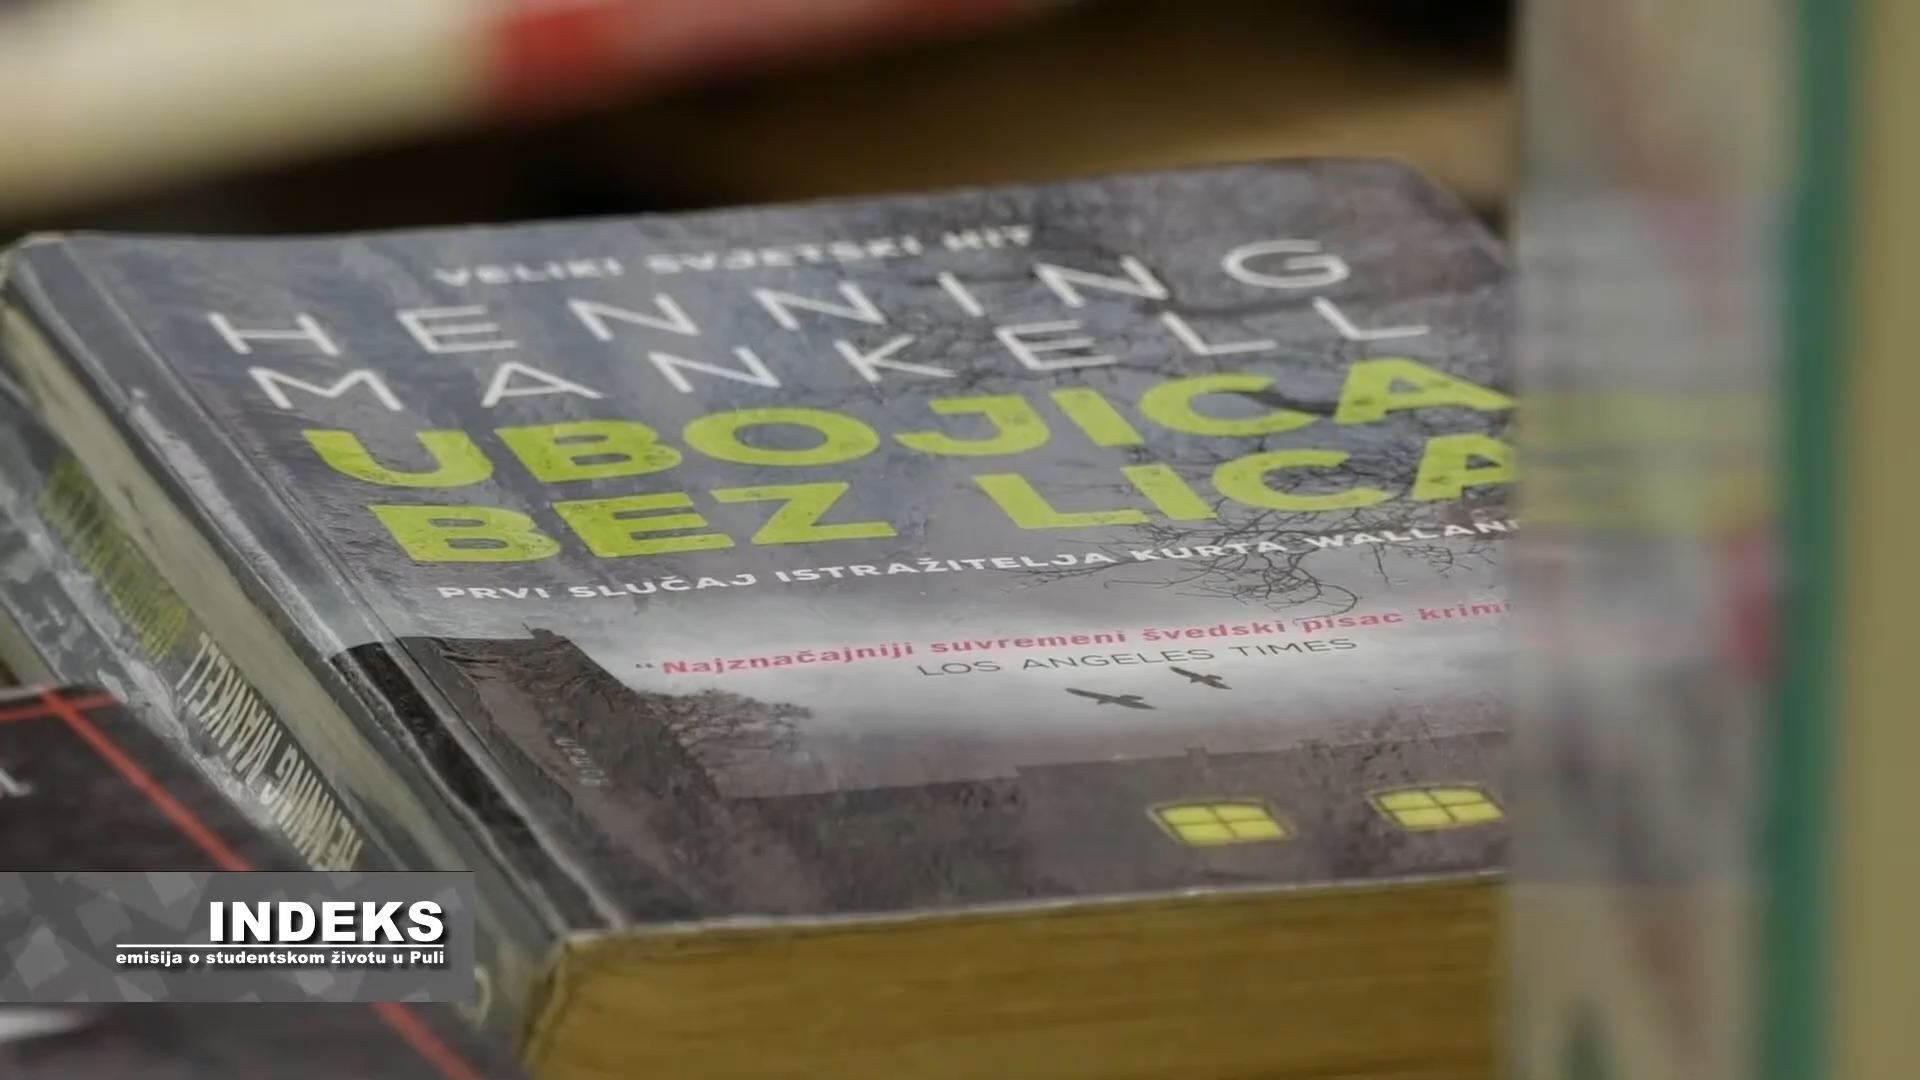 VELIKI SVJETSKI HIT
HENNING
MANKELL
UBOJICA
BEZ LICA
PRVI SLUČAJ ISTRAŽITELJA KURTA
"Najznačajniji suvremeni švedski pisac
LOS ANGELES TIMES
HENNING MANKELL
INDEKS
emisija o studentskom životu u Puli